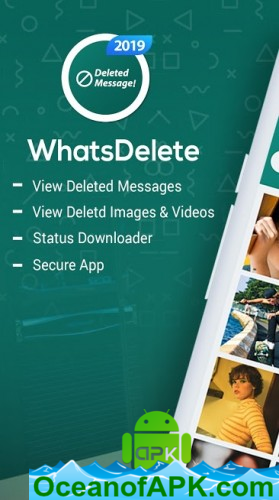 2019
Deleted
Message!
WhatsDelete
- View Deleted Messages
- View Deletd Images & Videos
- Status Downloader
- Secure App
apk
OceanofAPK.com